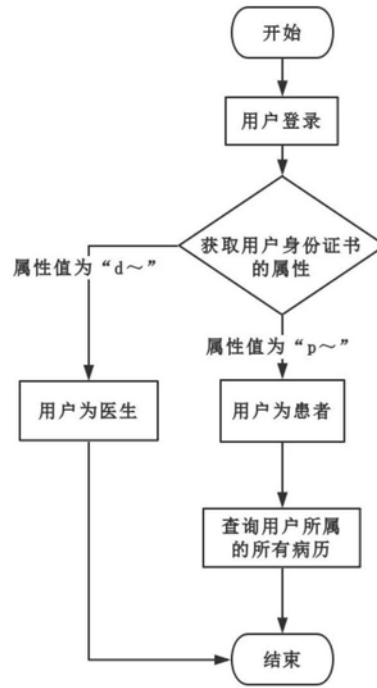 开始
用户登录
获取用户身份证书
的属性
属性值为“d～”
属性值为“p～”
用户为医生
用户为患者
查询用户所属
的所有病历
结束